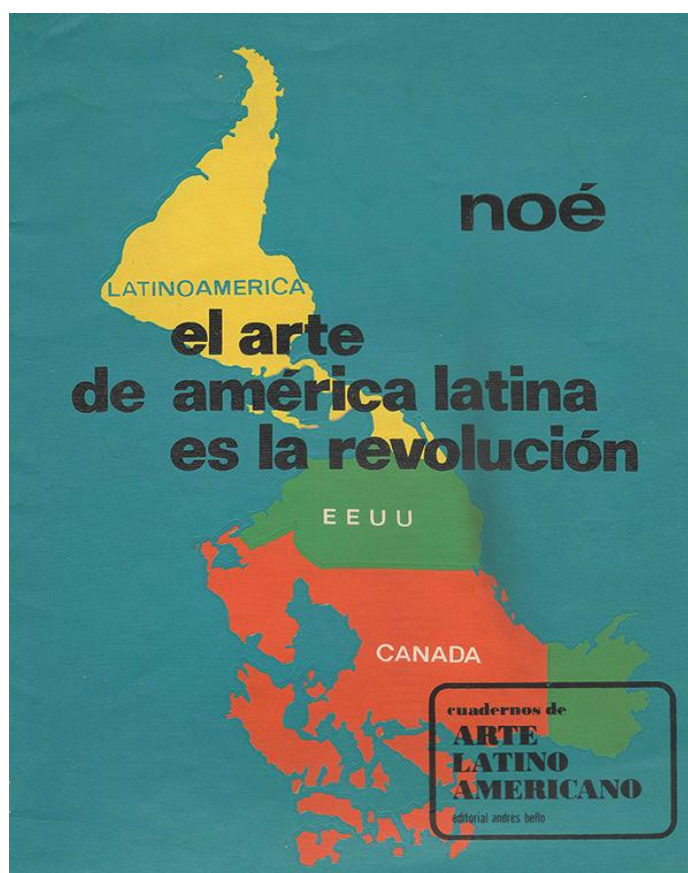 noé
LATINOAMERICA
el arte
de américa latina
es la revolución
EEUU
CANADA
cuadernos de
ARTE
LATINO
AMERICANO
editorial andres bello